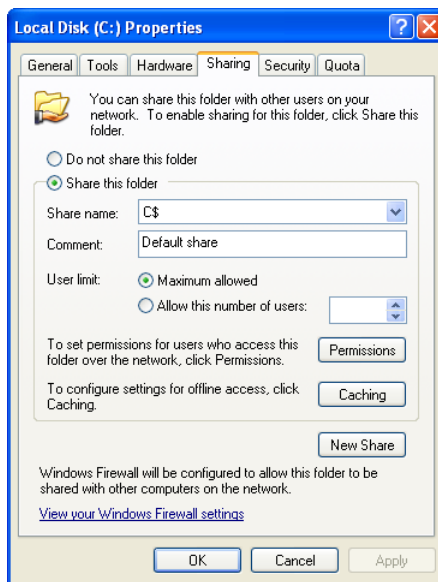 Local Disk (C:) Properties
General Tools Hardware Sharing Security Quota
You can share this folder with other users on your
network. To enable sharing for this folder, click Share this
folder.
Do not share this folder
Share this folder
Share name: C$
Comment: Default share
User limit: Maximum allowed
Allow this number of users:
To set permissions for users who access this
folder over the network, click Permissions.
Permissions
To configure settings for offline access, click
Caching.
Caching
New Share
Windows Firewall will be configured to allow this folder to be
shared with other computers on the network.
View your Windows Firewall settings
OK Cancel Apply